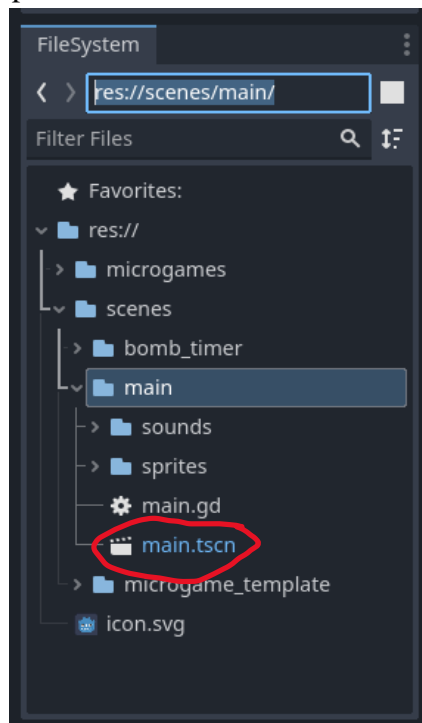 FileSystem
res://scenes/main/
Filter Files
Favorites:
res://
microgames
scenes
bomb_timer
main
sounds
sprites
main.gd
main.tscn
microgame_template
icon.svg